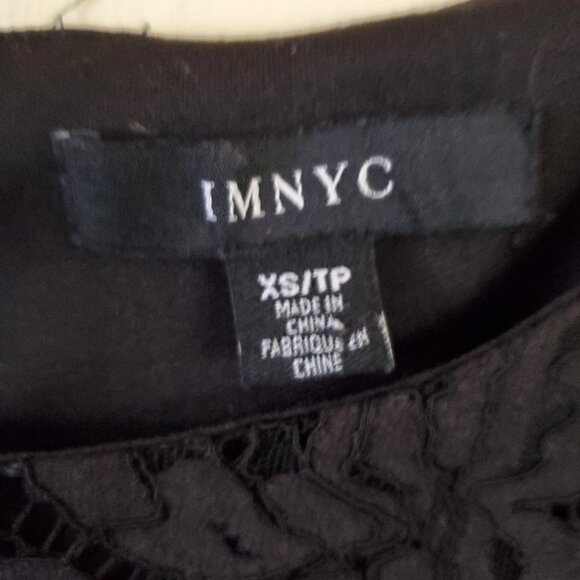 IMNYC
XS/TP
MADE IN
CHINA
FABRIQUÉ EN
CHINE